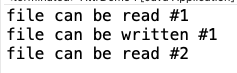 file can be read #1
file can be written #1
file can be read #2